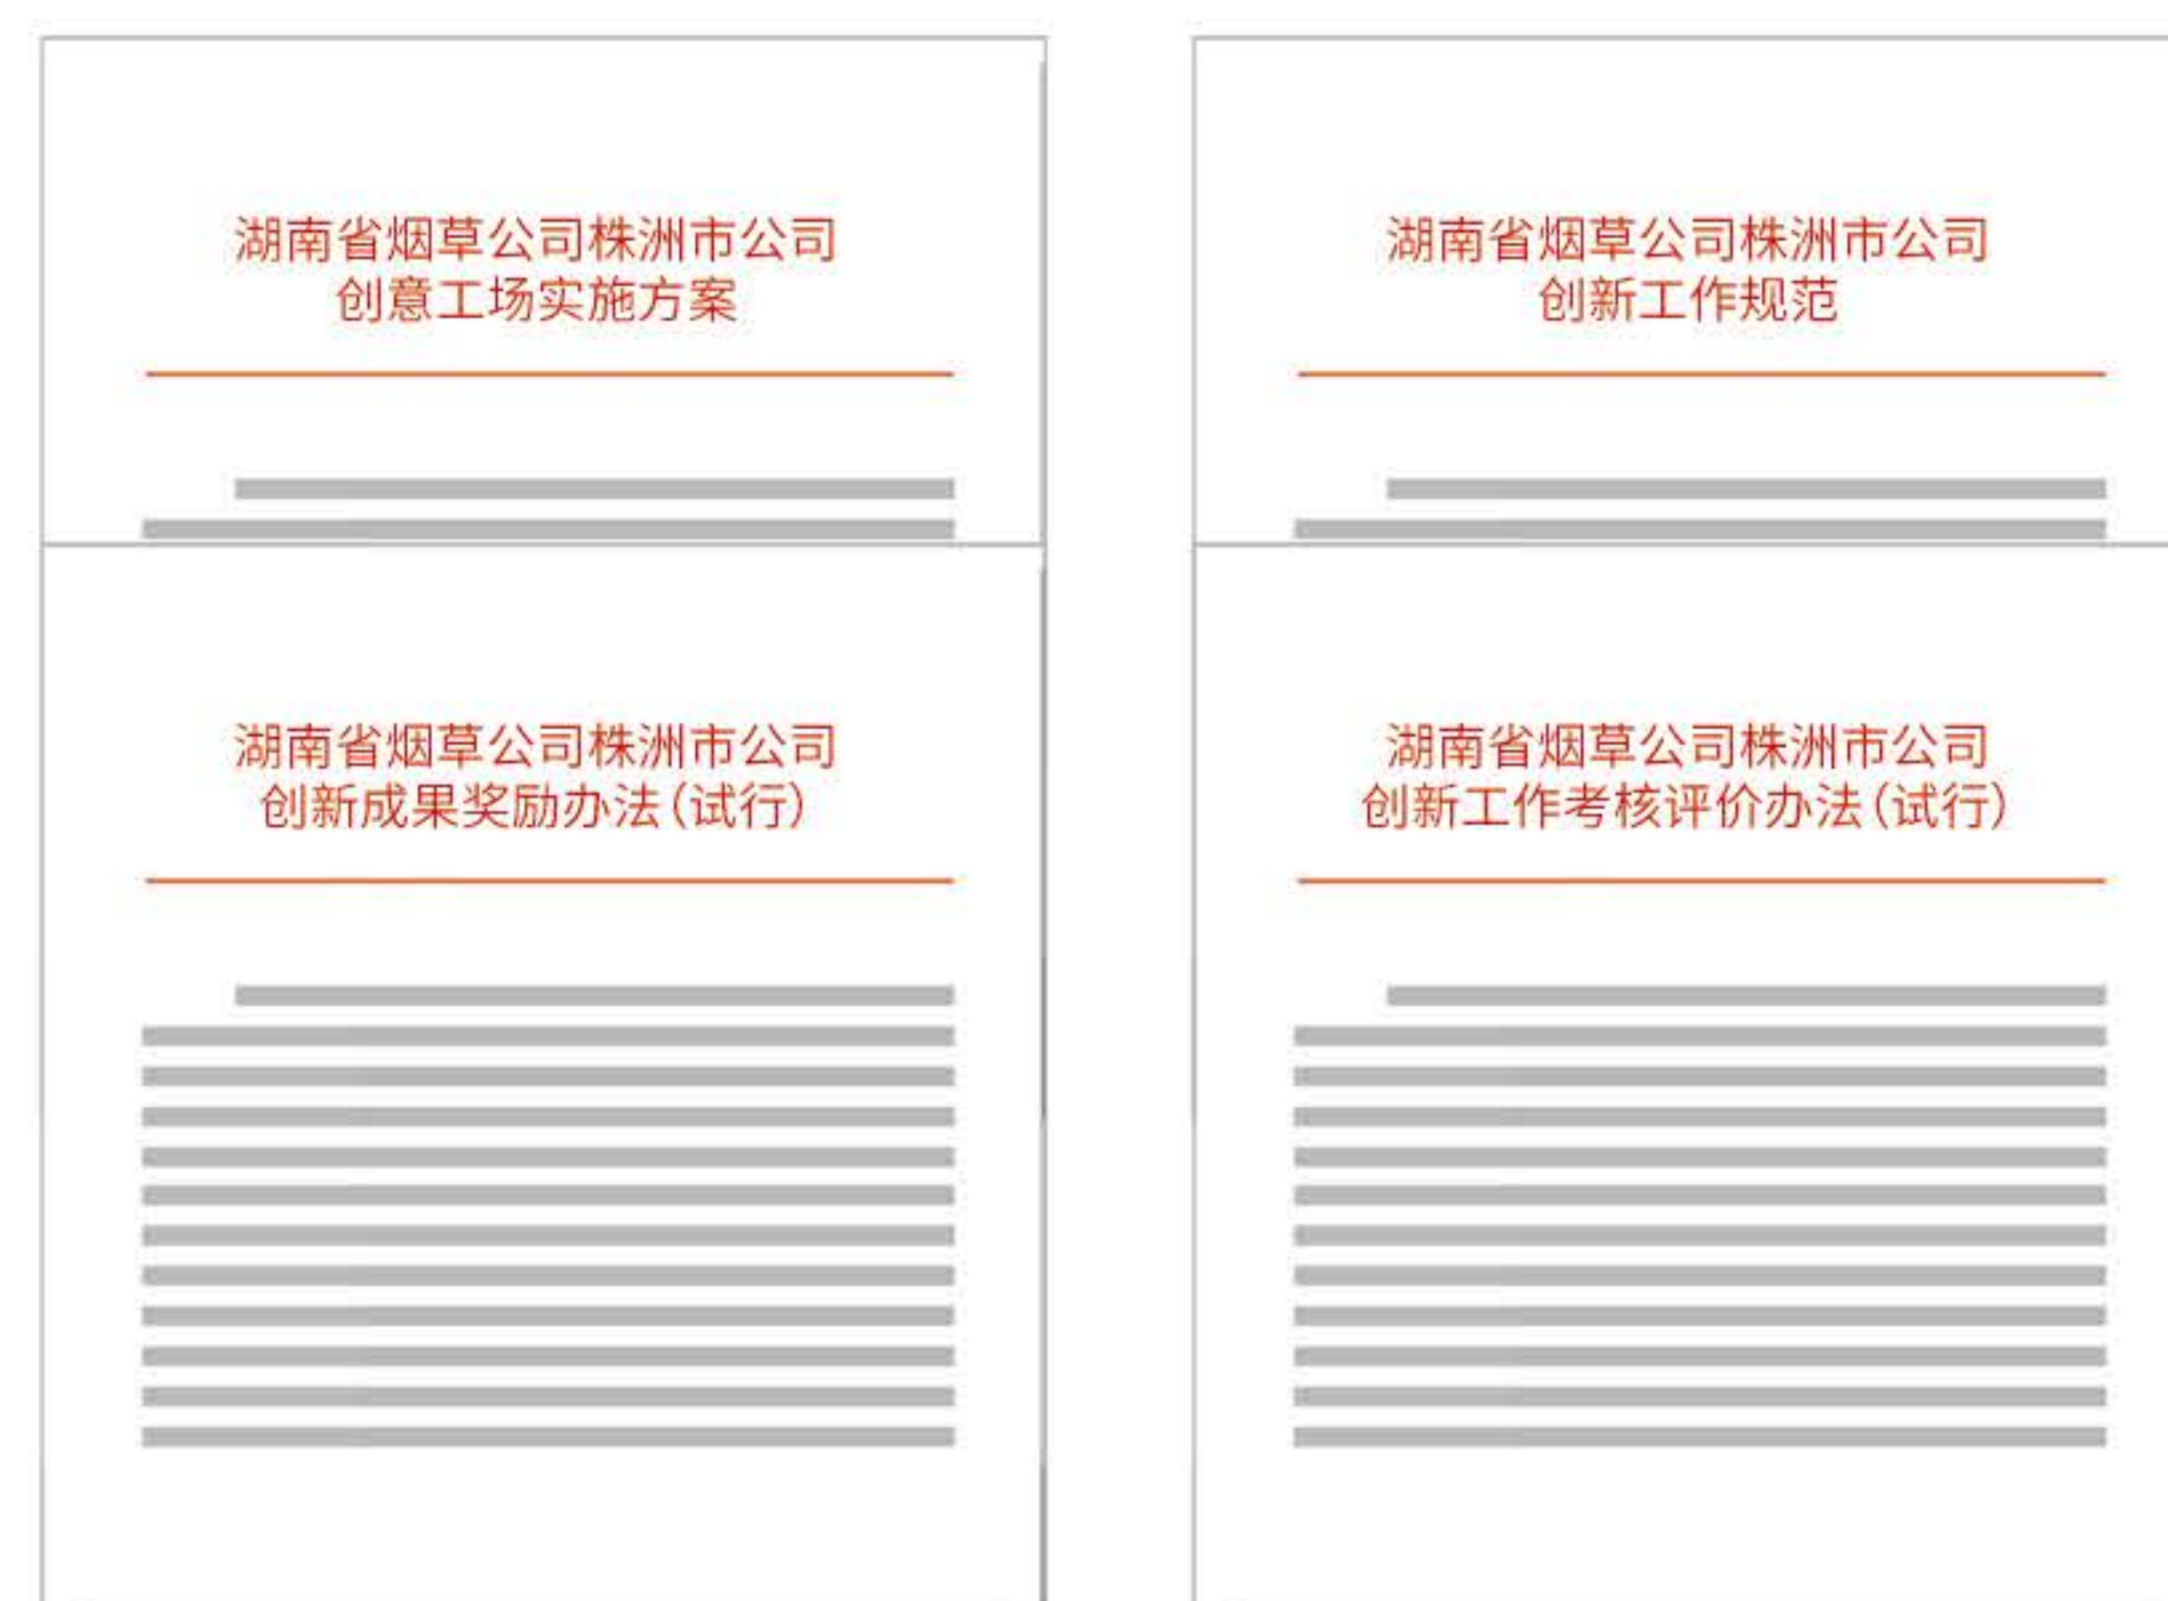 湖南省烟草公司株洲市公司
创意工场实施方案
湖南省烟草公司株洲市公司
创新工作规范
湖南省烟草公司株洲市公司
创新成果奖励办法(试行)
湖南省烟草公司株洲市公司
创新工作考核评价办法(试行)